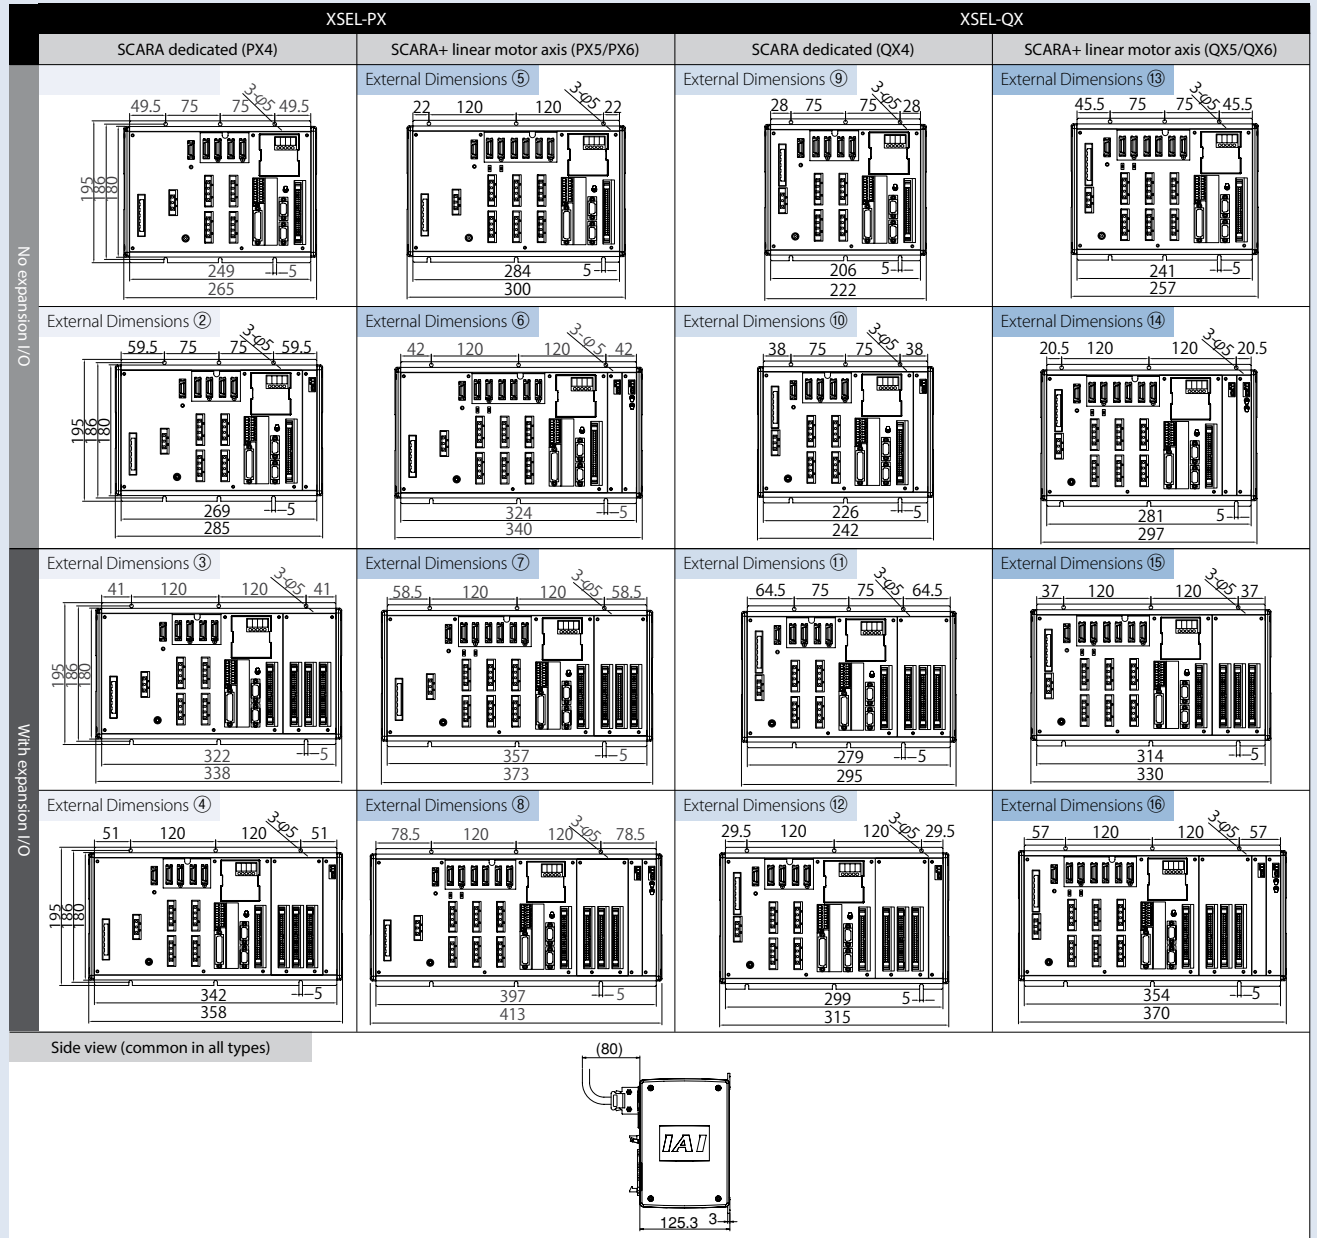 XSEL-PX XSEL-QX
SCARA dedicated (PX4) SCARA+ linear motor axis (PX5/PX6) SCARA dedicated (QX4) SCARA+ linear motor axis (QX5/QX6)
No expansion I/O
49.5 75 75 3-φ5 49.5
195 186 180
249 5
265
External Dimensions ⑤
22 120 120 3-φ5 22
284 5
300
External Dimensions ⑨
28 75 75 3-φ5 28
206 5
222
External Dimensions ⑬
45.5 75 75 3-φ5 45.5
241 5
257
External Dimensions ②
59.5 75 75 3-φ5 59.5
195 186 180
269 5
285
External Dimensions ⑥
42 120 120 3-φ.5 42
324 5
340
External Dimensions ⑩
38 75 75 3-φ5 38
226 5
242
External Dimensions ⑭
20.5 120 120 3-φ5 20.5
281 5
297
With expansion I/O
External Dimensions ③
41 120 120 3-φ5 41
195 186 180
322 5
338
External Dimensions ⑦
58.5 120 120 3-φ5 58.5
357 5
373
External Dimensions ⑪
64.5 75 75 3-φ5 64.5
279 5
295
External Dimensions ⑮
37 120 120 3-φ5 37
314 5
330
External Dimensions ④
51 120 120 3-φ5 51
195 186 180
342 5
358
External Dimensions ⑧
78.5 120 120 3-φ5 78.5
397 5
413
External Dimensions ⑫
29.5 120 120 3-φ5 29.5
299 5
315
External Dimensions ⑯
57 120 120 3-φ5 57
354 5
370
Side view (common in all types)
(80)
IAI
125.3 3